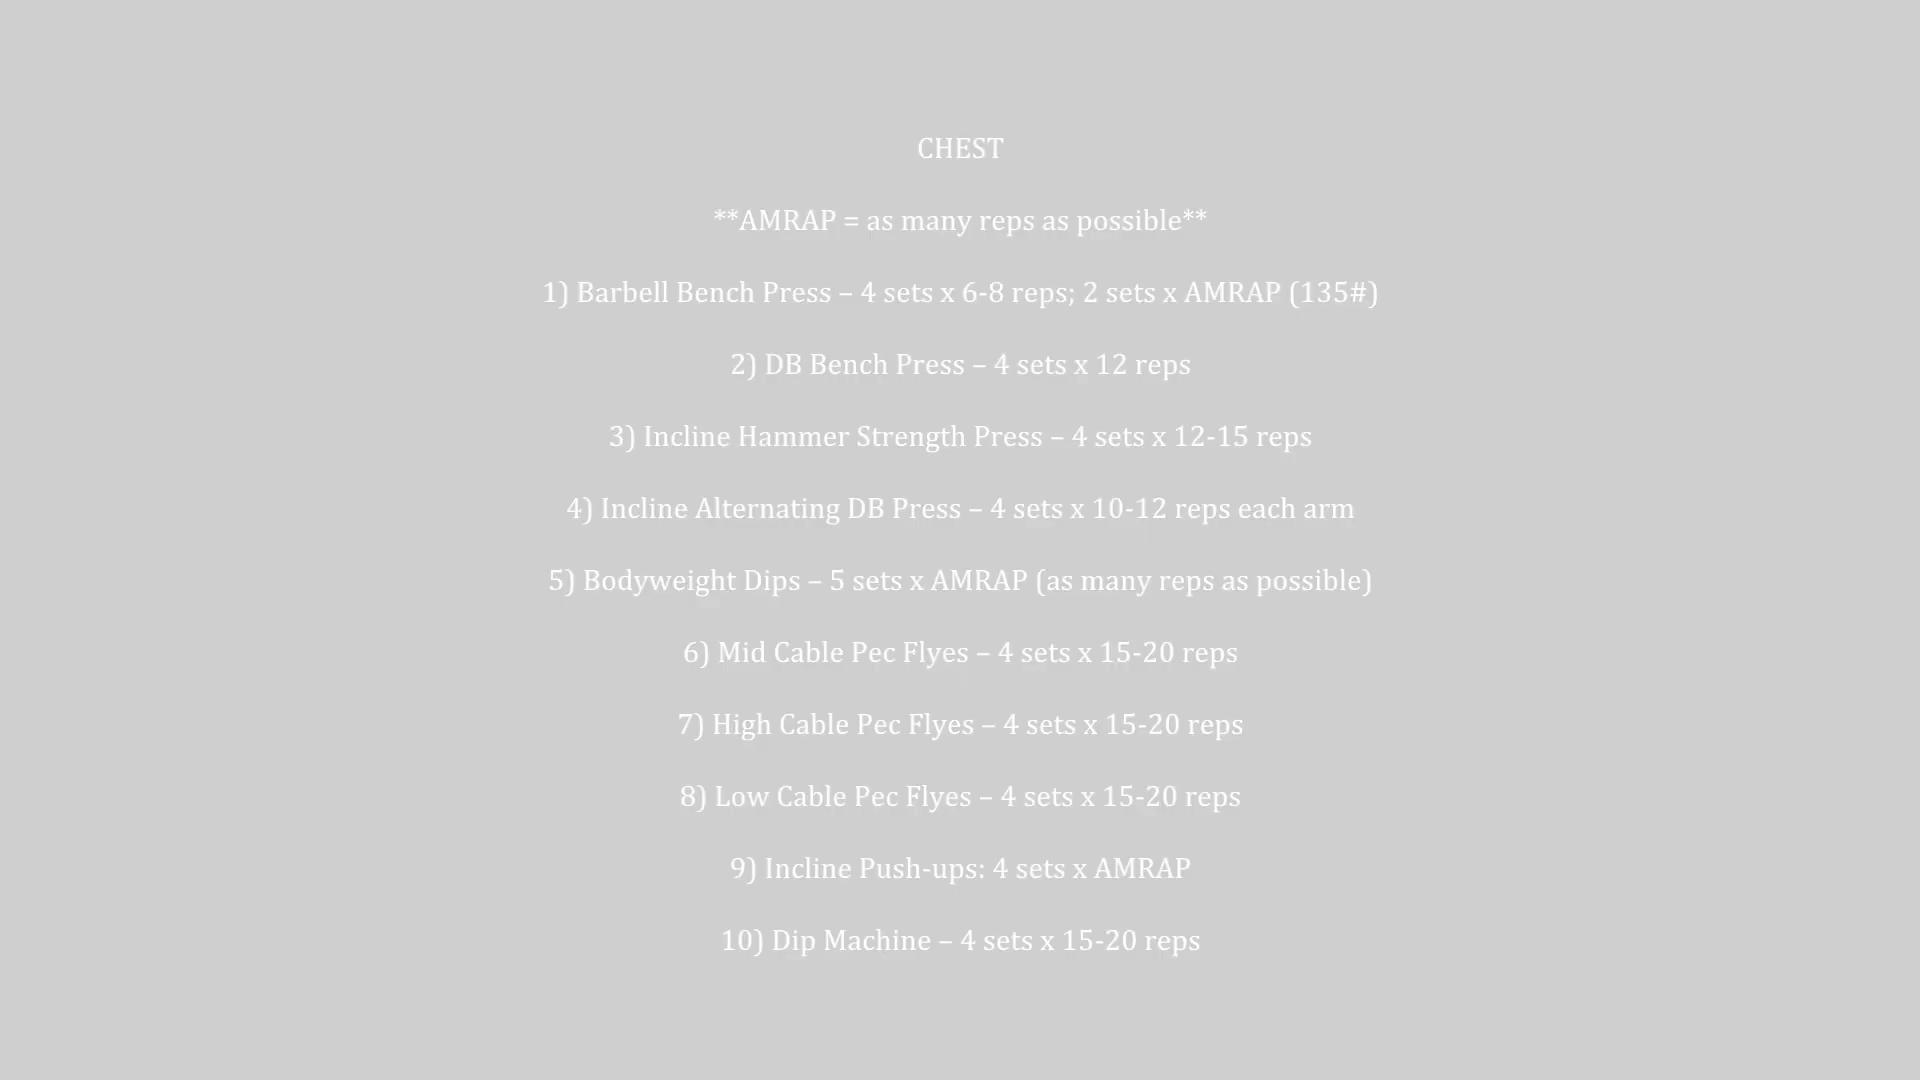 CHEST
**AMRAP = as many reps as possible**
1) Barbell Bench Press – 4 sets x 6-8 reps; 2 sets x AMRAP (135#)
2) DB Bench Press – 4 sets x 12 reps
3) Incline Hammer Strength Press – 4 sets x 12-15 reps
4) Incline Alternating DB Press – 4 sets x 10-12 reps each arm
5) Bodyweight Dips – 5 sets x AMRAP (as many reps as possible)
6) Mid Cable Pec Flyes – 4 sets x 15-20 reps
7) High Cable Pec Flyes – 4 sets x 15-20 reps
8) Low Cable Pec Flyes – 4 sets x 15-20 reps
9) Incline Push-ups: 4 sets x AMRAP
10) Dip Machine – 4 sets x 15-20 reps